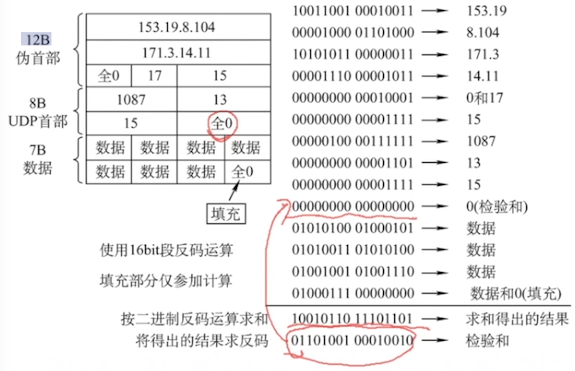 12B
伪首部
153.19.8.104
171.3.14.11
全0 17 15
8B
UDP首部
1087 13
15 全0
7B
数据
数据 数据 数据 数据
数据 数据 数据 全0
填充
使用16bit段反码运算
填充部分仅参加计算
10011001 00010011 153.19
00001000 01101000 8.104
10101011 00000011 171.3
00001110 00001011 14.11
00000000 00010001 0和17
00000000 00001111 15
00000100 00111111 1087
00000000 00001101 13
00000000 00001111 15
00000000 00000000 0(检验和)
01010100 01000101 数据
01010011 01010100 数据
01001001 01001110 数据
01000111 00000000 数据和0(填充)
按二进制反码运算求和 10010110 11101101 求和得出的结果
将得出的结果求反码 01101001 00010010 检验和